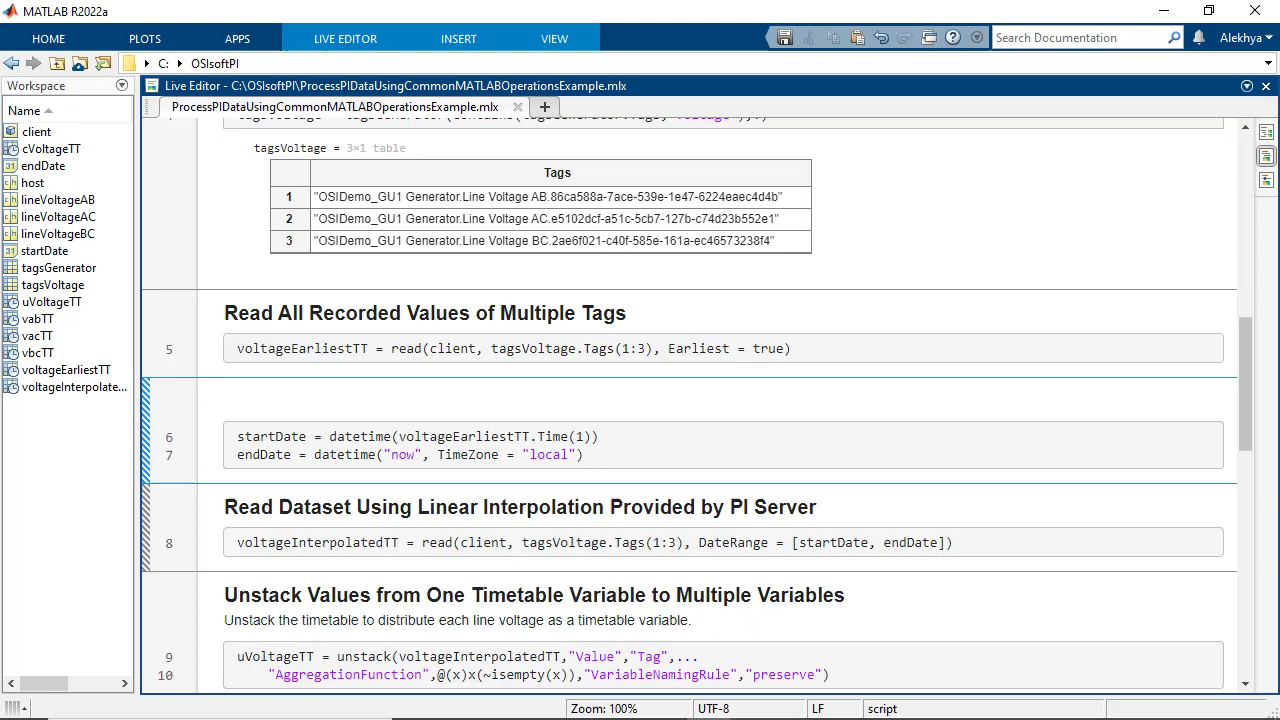 MATLAB R2022a
HOME PLOTS APPS LIVE EDITOR INSERT VIEW Search Documentation Alekhya
C: OSIsoftPI
Workspace
Live Editor - C:\OSIsoftPI\ProcessPIDataUsingCommonMATLABOperationsExample.mlx
Name
ProcessPIDataUsingCommonMATLABOperationsExample.mlx
client
cVoltageTT
endDate
host
lineVoltageAB
lineVoltageAC
lineVoltageBC
startDate
tagsGenerator
tagsVoltage
uVoltageTT
vabTT
vacTT
vbcTT
voltageEarliestTT
voltageInterpolate...
tagsVoltage = 3×1 table
Tags
1 "OSIDemo_GU1 Generator.Line Voltage AB.86ca588a-7ace-539e-1e47-6224eaec4d4b"
2 "OSIDemo_GU1 Generator.Line Voltage AC.e5102dcf-a51c-5cb7-127b-c74d23b552e1"
3 "OSIDemo_GU1 Generator.Line Voltage BC.2ae6f021-c40f-585e-161a-ec46573238f4"
Read All Recorded Values of Multiple Tags
5 voltageEarliestTT = read(client, tagsVoltage.Tags(1:3), Earliest = true)
6 startDate = datetime(voltageEarliestTT.Time(1))
7 endDate = datetime("now", TimeZone = "local")
Read Dataset Using Linear Interpolation Provided by PI Server
8 voltageInterpolatedTT = read(client, tagsVoltage.Tags(1:3), DateRange = [startDate, endDate])
Unstack Values from One Timetable Variable to Multiple Variables
Unstack the timetable to distribute each line voltage as a timetable variable.
9 uVoltageTT = unstack(voltageInterpolatedTT,"Value","Tag",...
10 "AggregationFunction",@(x)x(~isempty(x)),"VariableNamingRule","preserve")
Zoom: 100% UTF-8 LF script